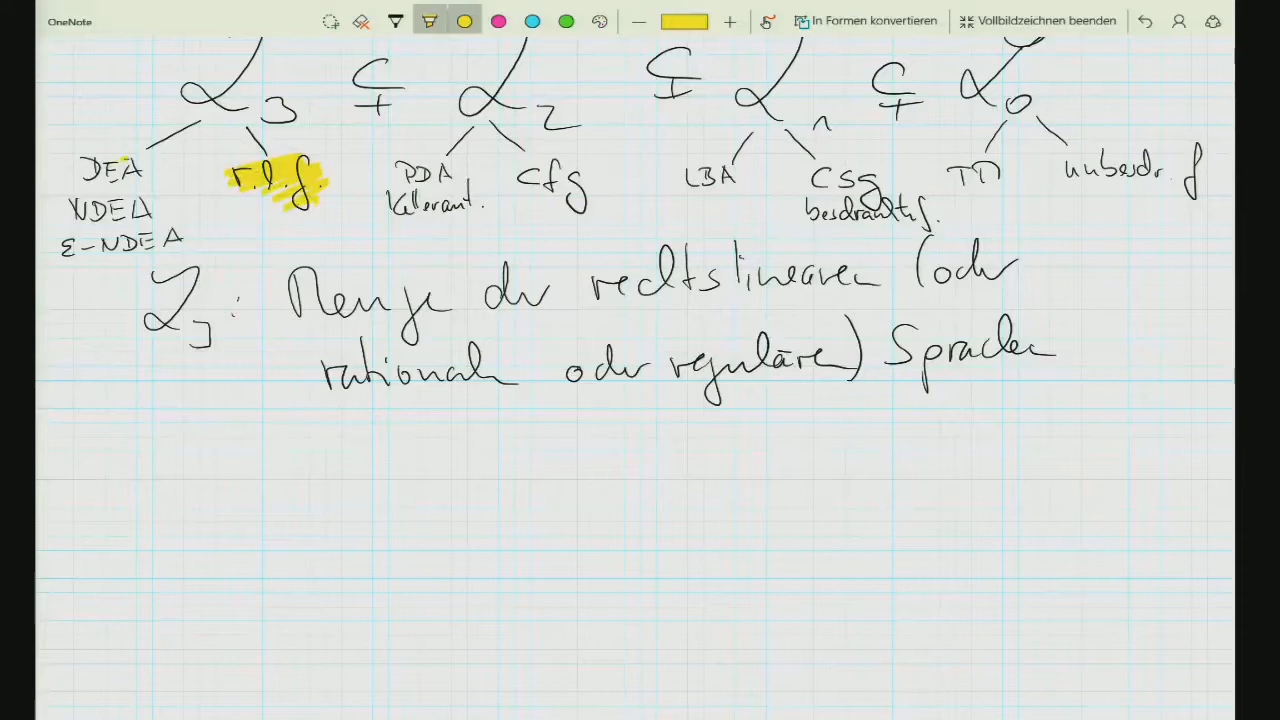 OneNote In Formen konvertieren Vollbildzeichnen beenden
ℒ₃ ⊊ ℒ₂ ⊊ ℒ₁ ⊊ ℒ₀
DEA r.l.g. PDA cfg LBA csg TM unbeschr. g
NDEA Kelleraut. beschränkte g.
ε-NDEA
ℒ₃: Menge der rechtslinearen (oder
rationalen oder regulären) Sprachen